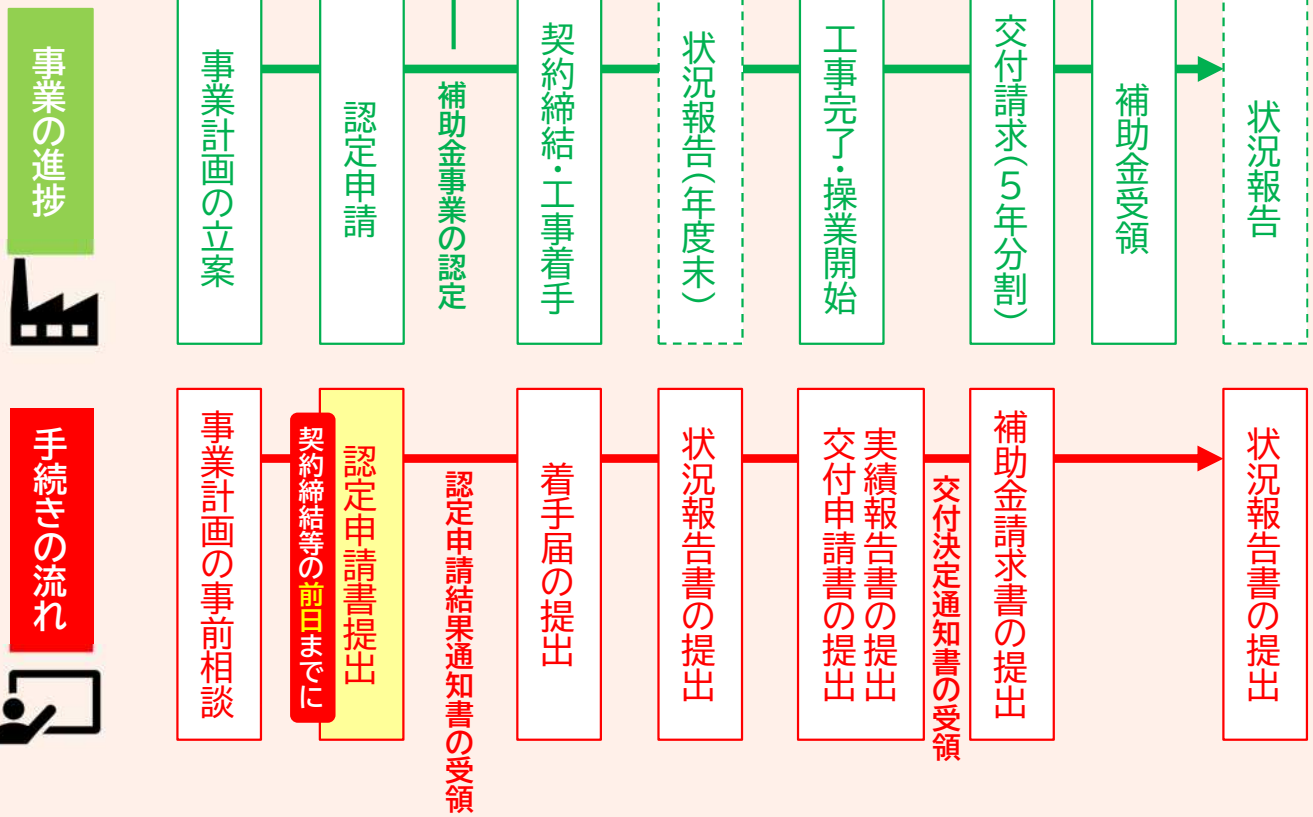 事業の進捗
事業計画の立案
認定申請
補助金事業の認定
契約締結・工事着手
状況報告(年度末)
工事完了・操業開始
交付請求(5年分割)
補助金受領
状況報告
手続きの流れ
事業計画の事前相談
契約締結等の前日までに
認定申請書提出
認定申請結果通知書の受領
着手届の提出
状況報告書の提出
実績報告書の提出
交付申請書の提出
交付決定通知書の受領
補助金請求書の提出
状況報告書の提出